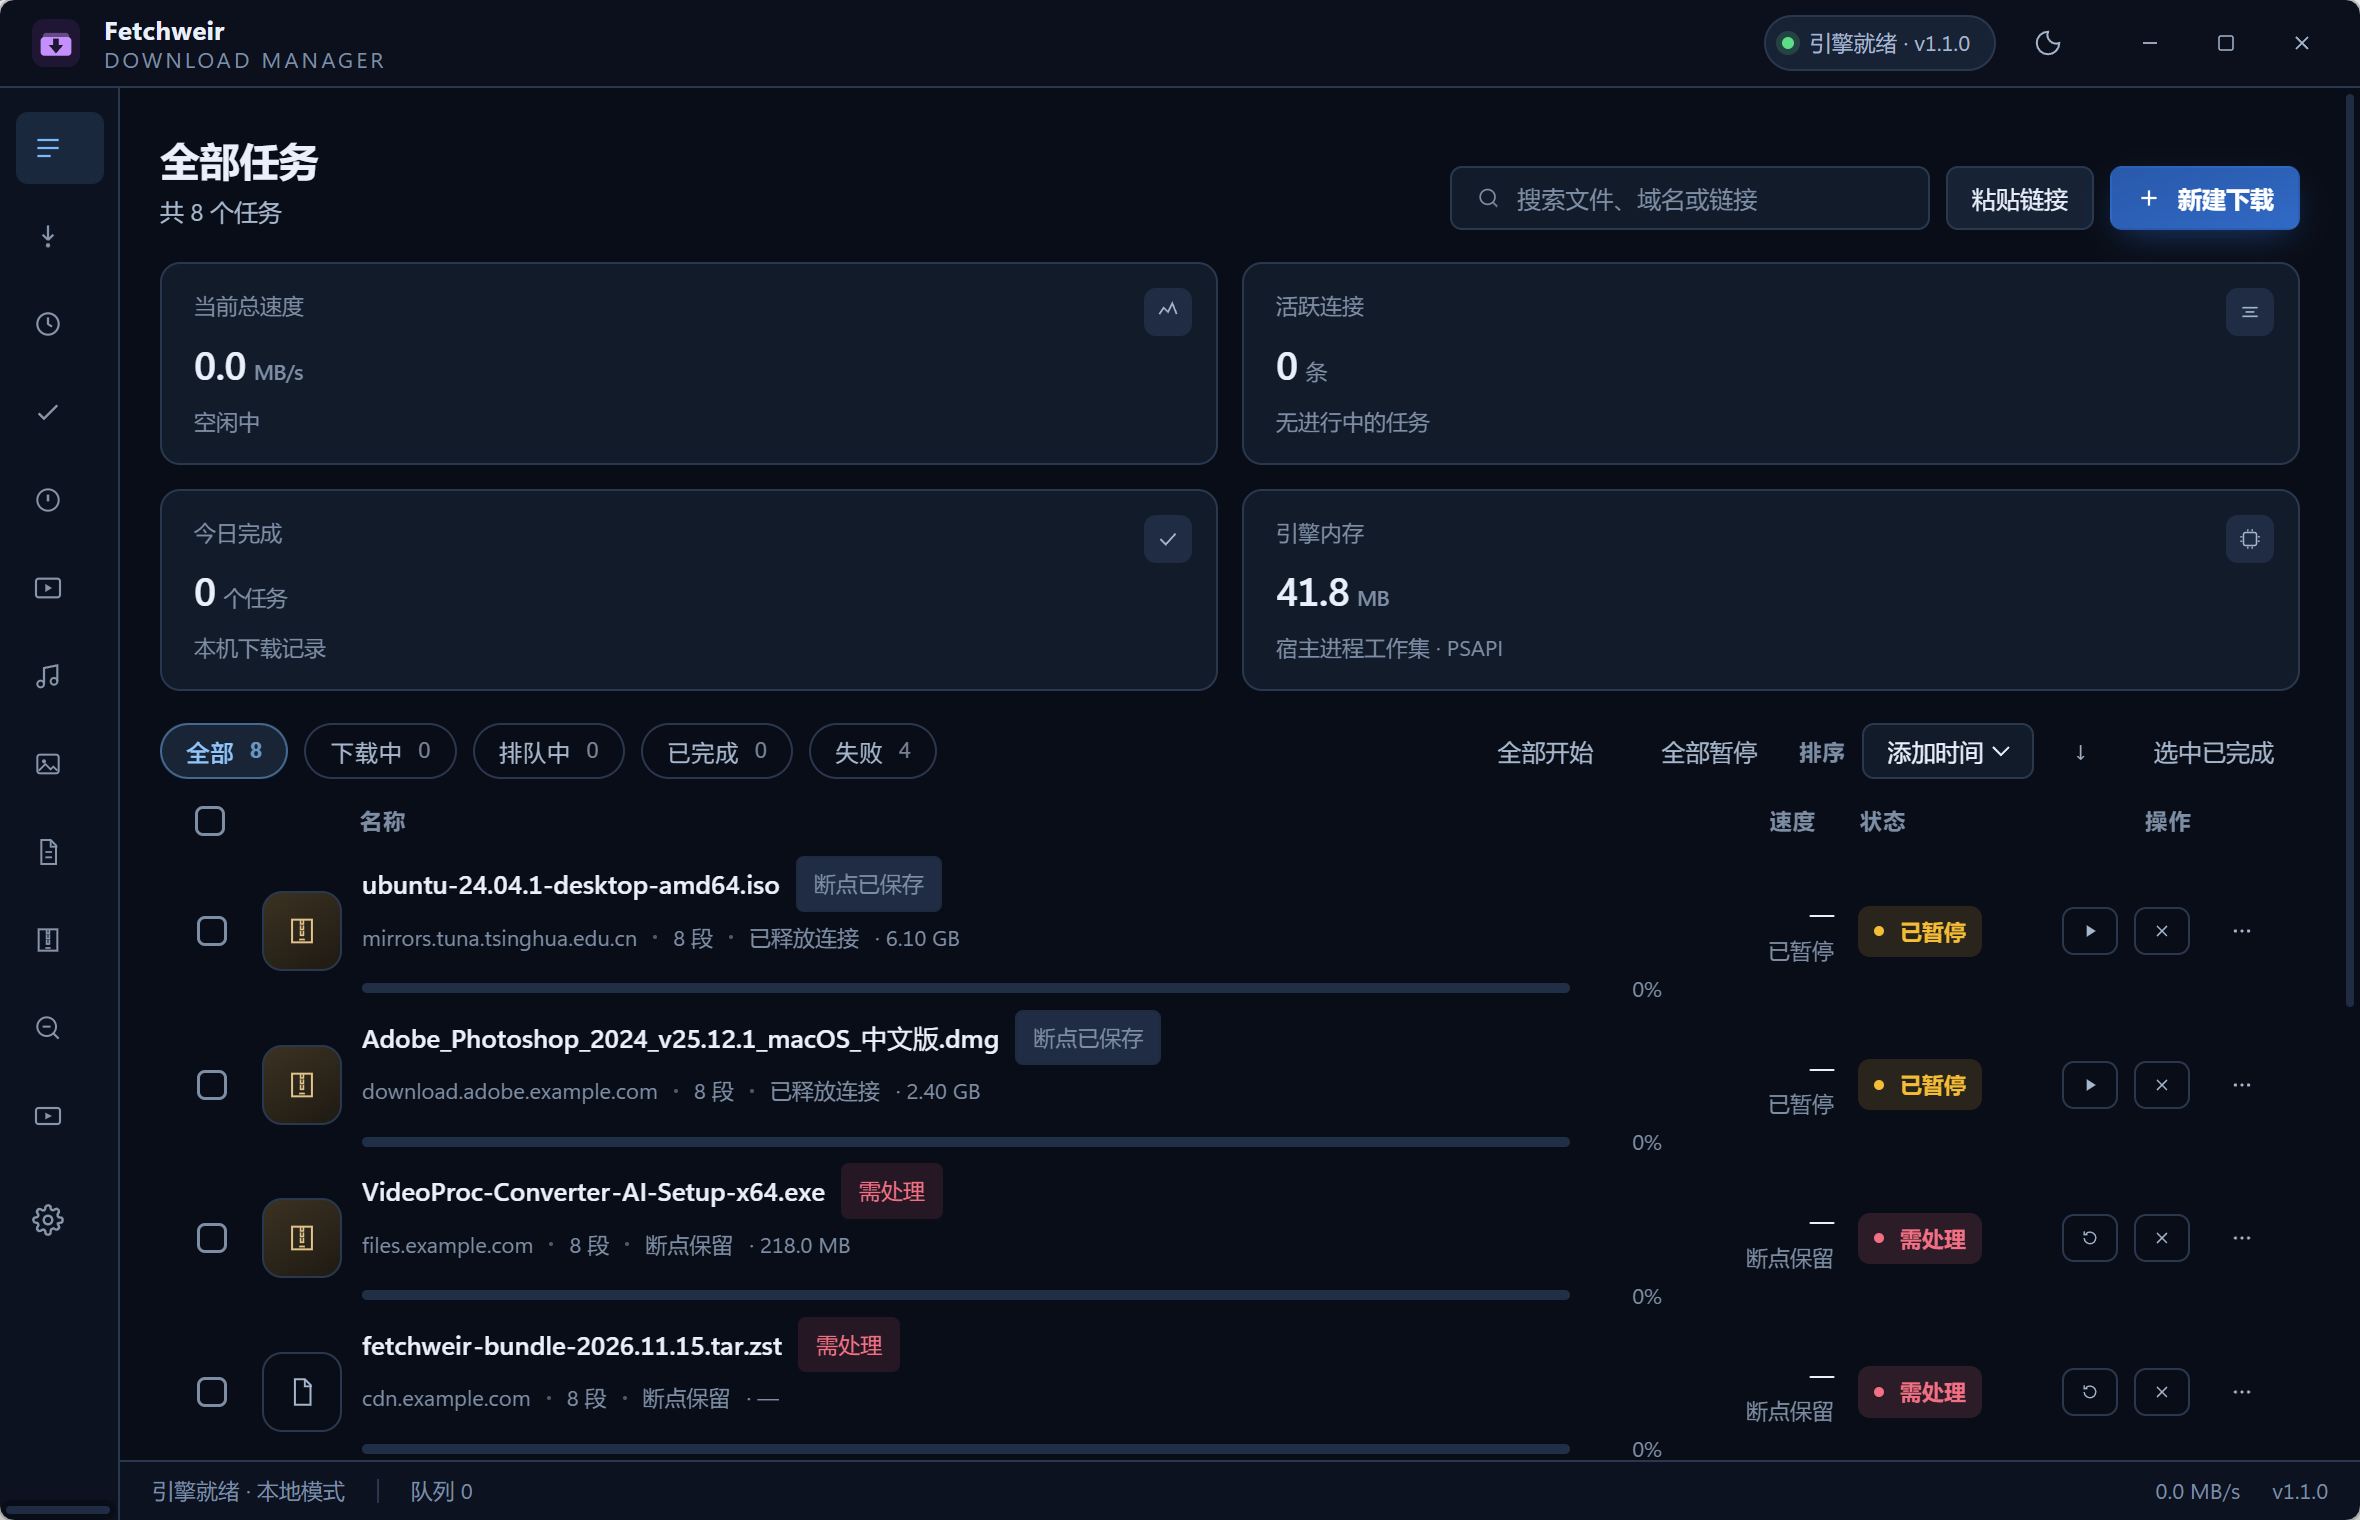 Fetchweir
DOWNLOAD MANAGER
引擎就绪 · v1.1.0
全部任务
共 8 个任务
搜索文件、域名或链接
粘贴链接
+ 新建下载
当前总速度
0.0 MB/s
空闲中
活跃连接
0 条
无进行中的任务
今日完成
0 个任务
本机下载记录
引擎内存
41.8 MB
宿主进程工作集 · PSAPI
全部 8
下载中 0
排队中 0
已完成 0
失败 4
全部开始
全部暂停
排序
添加时间
↓
选中已完成
名称
速度
状态
操作
ubuntu-24.04.1-desktop-amd64.iso 断点已保存
mirrors.tuna.tsinghua.edu.cn · 8 段 · 已释放连接 · 6.10 GB
0%
—
已暂停
已暂停
Adobe_Photoshop_2024_v25.12.1_macOS_中文版.dmg 断点已保存
download.adobe.example.com · 8 段 · 已释放连接 · 2.40 GB
0%
—
已暂停
已暂停
VideoProc-Converter-AI-Setup-x64.exe 需处理
files.example.com · 8 段 · 断点保留 · 218.0 MB
0%
—
断点保留
需处理
fetchweir-bundle-2026.11.15.tar.zst 需处理
cdn.example.com · 8 段 · 断点保留 · —
0%
—
断点保留
需处理
引擎就绪 · 本地模式
队列 0
0.0 MB/s
v1.1.0